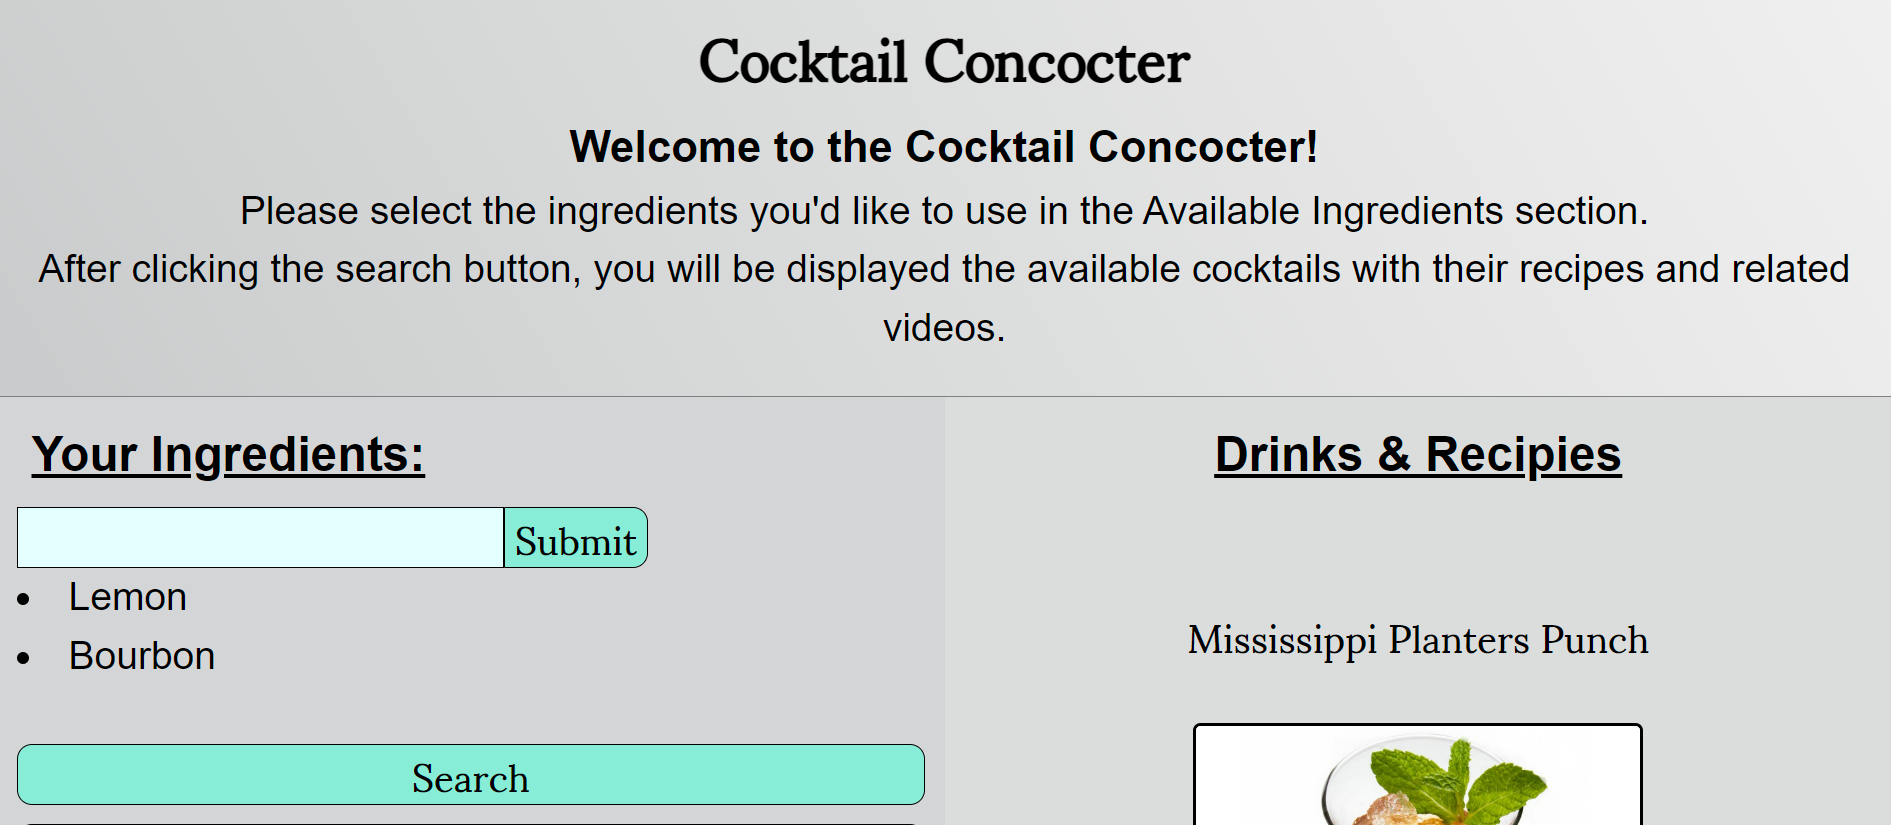 Cocktail Concocter
Welcome to the Cocktail Concocter!
Please select the ingredients you'd like to use in the Available Ingredients section.
After clicking the search button, you will be displayed the available cocktails with their recipes and related
videos.
Your Ingredients:
Submit
Lemon
Bourbon
Search
Drinks & Recipies
Mississippi Planters Punch